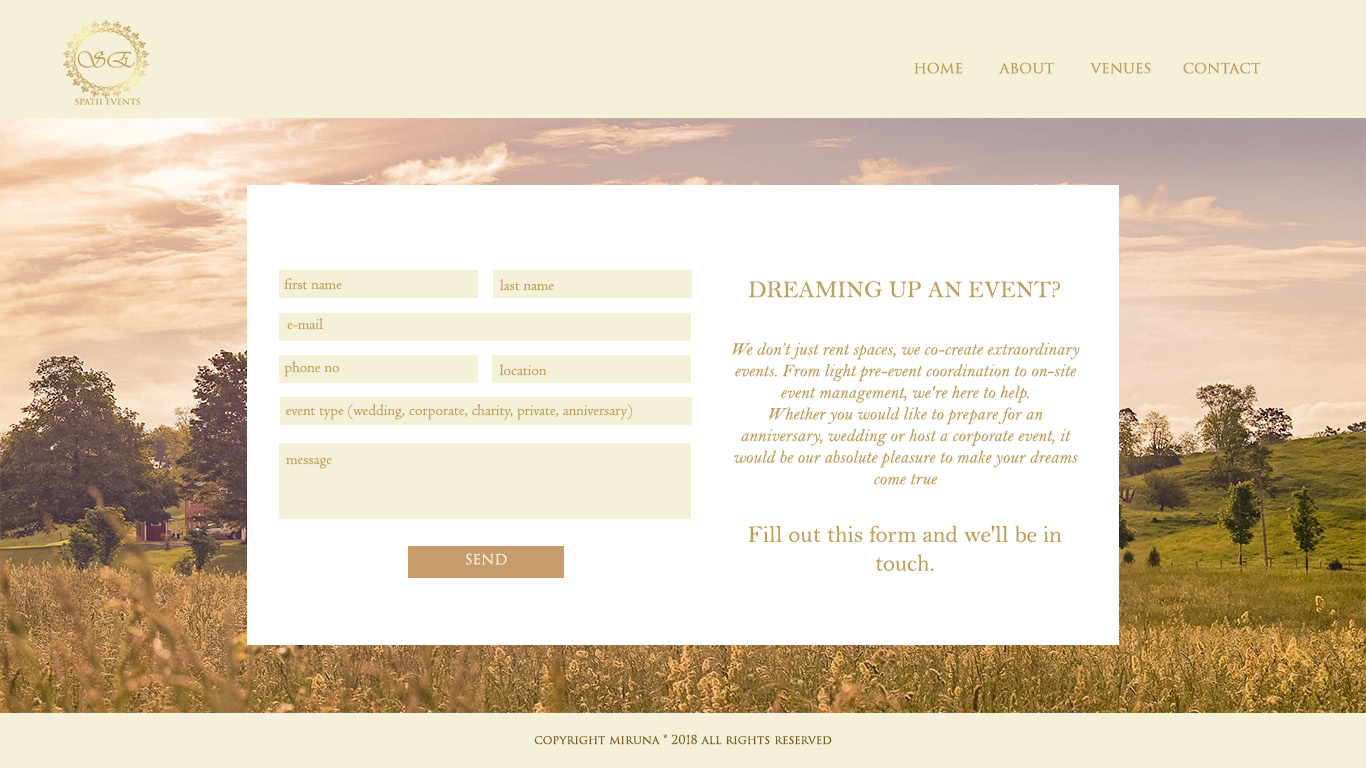 SE
SPATII EVENTS
HOME ABOUT VENUES CONTACT
first name last name
e-mail
phone no location
event type (wedding, corporate, charity, private, anniversary)
message
SEND
DREAMING UP AN EVENT?
We don't just rent spaces, we co-create extraordinary
events. From light pre-event coordination to on-site
event management, we're here to help.
Whether you would like to prepare for an
anniversary, wedding or host a corporate event, it
would be our absolute pleasure to make your dreams
come true
Fill out this form and we'll be in
touch.
COPYRIGHT MIRUNA * 2018 ALL RIGHTS RESERVED